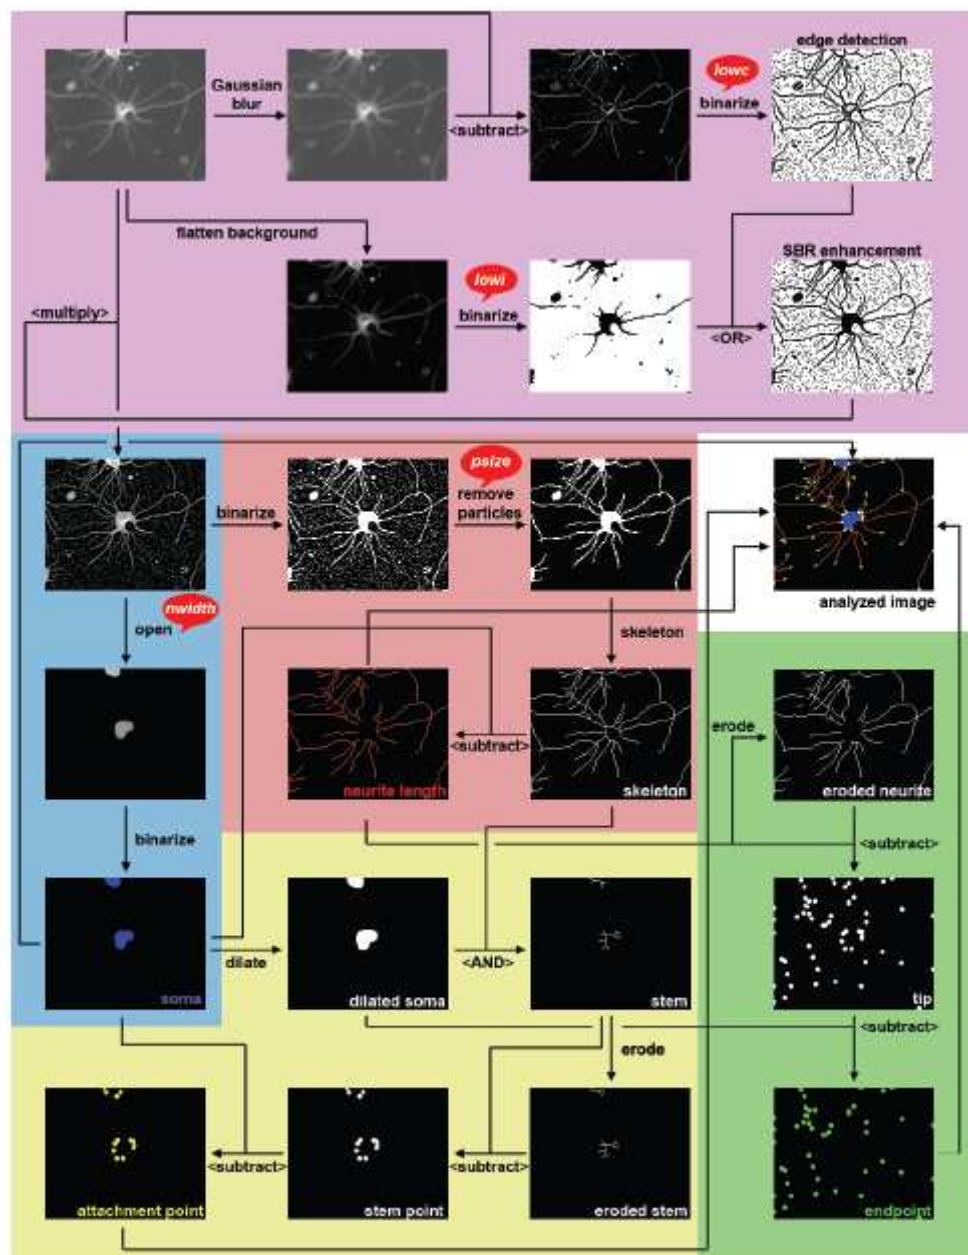 edge detection
Gaussian
blur
lowc
binarize
<subtract>
flatten background
SBR enhancement
lowi
<multiply>
binarize
<OR>
psize
binarize
remove
particles
analyzed image
nwidth
open
skeleton
erode
<subtract>
neurite length
skeleton
eroded neurite
binarize
<subtract>
dilate
<AND>
soma
dilated soma
stem
tip
<subtract>
erode
<subtract>
<subtract>
attachment point
stem point
eroded stem
endpoint